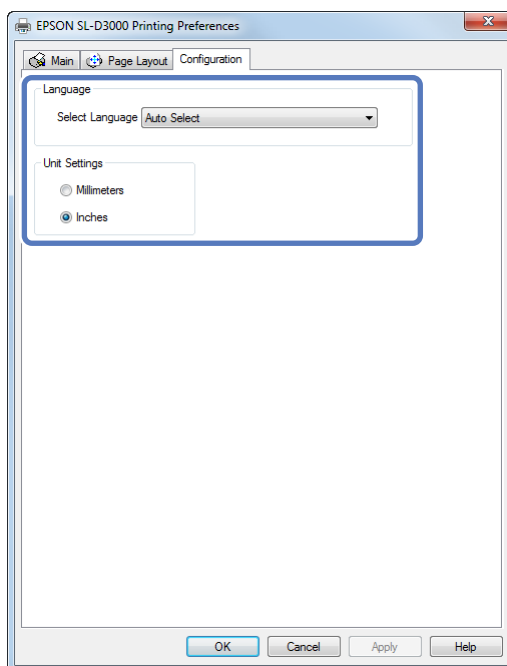 EPSON SL-D3000 Printing Preferences
Main Page Layout Configuration
Language
Select Language Auto Select
Unit Settings
Millimeters
Inches
OK Cancel Apply Help